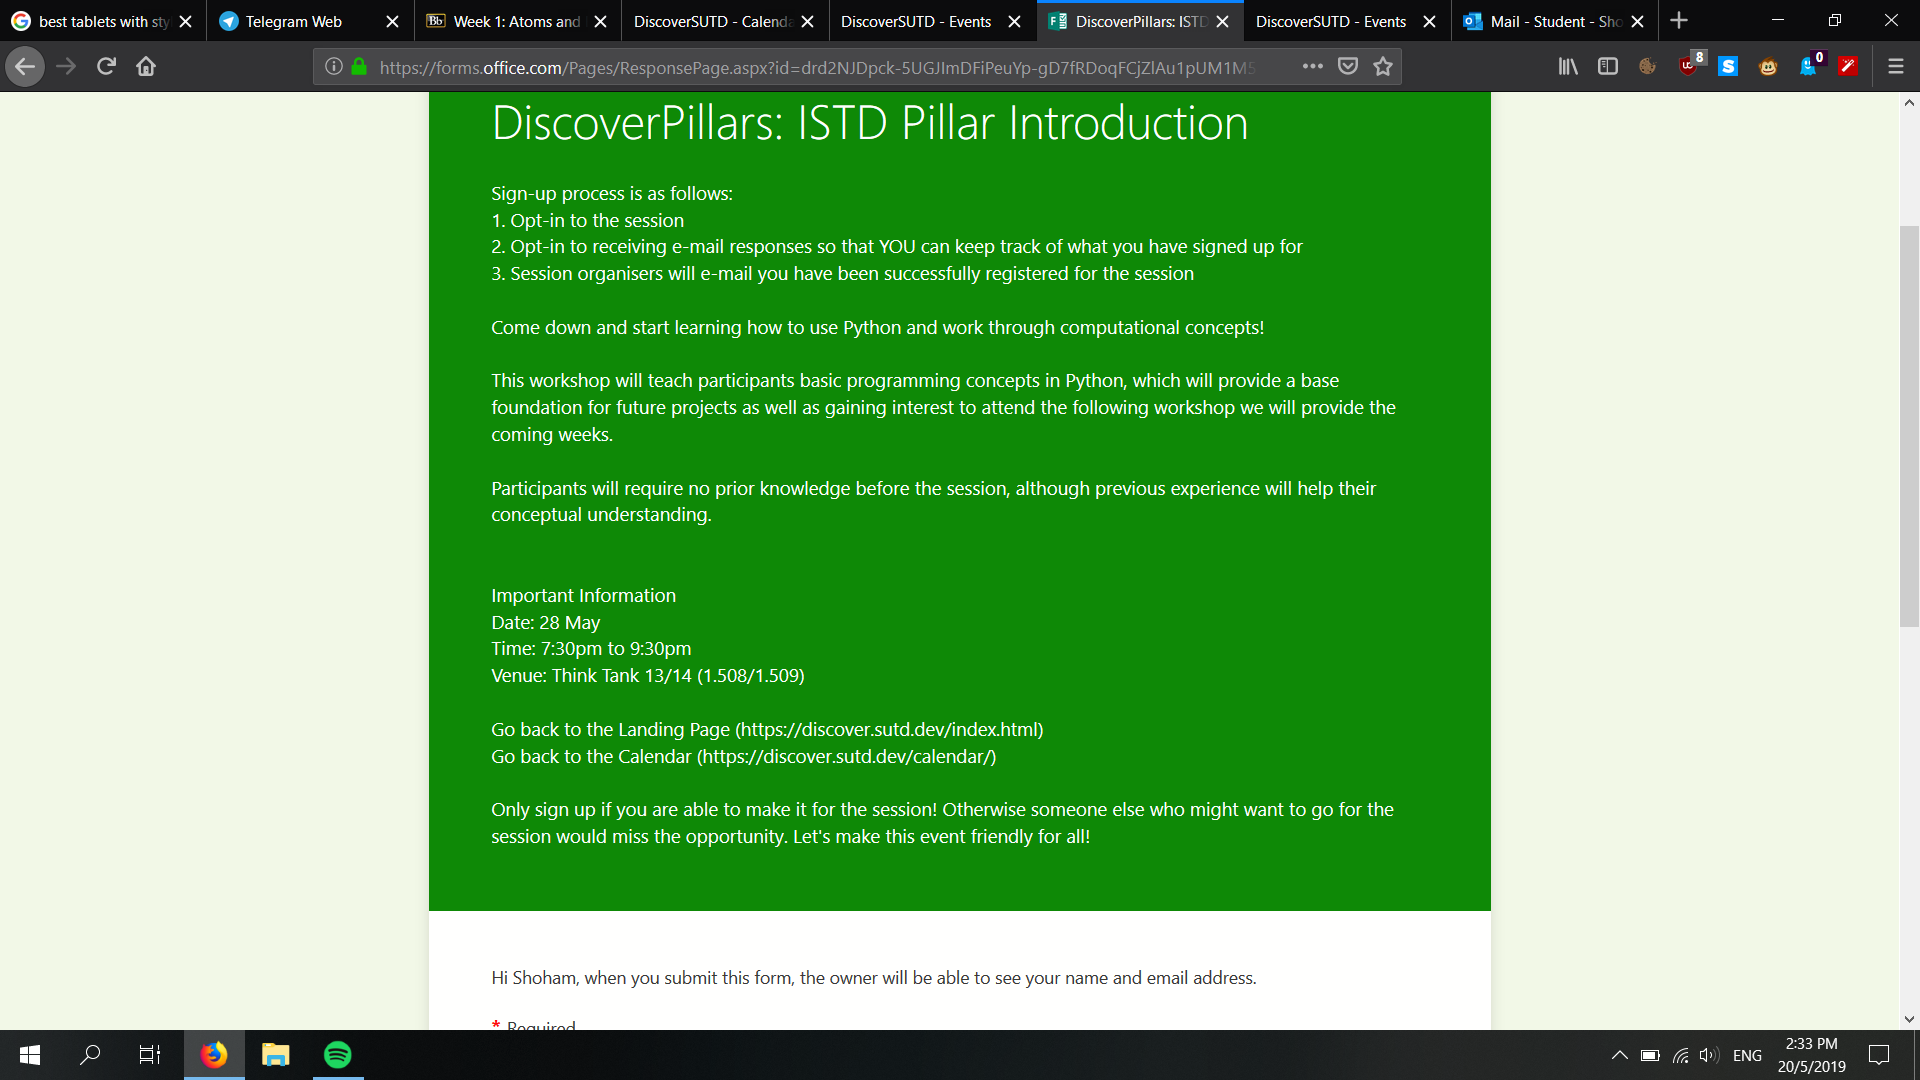 best tablets with sty
Telegram Web
Week 1: Atoms and
DiscoverSUTD - Calenda
DiscoverSUTD - Events
DiscoverPillars: ISTD
DiscoverSUTD - Events
Mail - Student - Sho
https://forms.office.com/Pages/ResponsePage.aspx?id=drd2NJDpck-5UGJImDFiPeuYp-gD7fRDoqFCjZlAu1pUM1M5
8
0
DiscoverPillars: ISTD Pillar Introduction
Sign-up process is as follows:
1. Opt-in to the session
2. Opt-in to receiving e-mail responses so that YOU can keep track of what you have signed up for
3. Session organisers will e-mail you have been successfully registered for the session
Come down and start learning how to use Python and work through computational concepts!
This workshop will teach participants basic programming concepts in Python, which will provide a base
foundation for future projects as well as gaining interest to attend the following workshop we will provide the
coming weeks.
Participants will require no prior knowledge before the session, although previous experience will help their
conceptual understanding.
Important Information
Date: 28 May
Time: 7:30pm to 9:30pm
Venue: Think Tank 13/14 (1.508/1.509)
Go back to the Landing Page (https://discover.sutd.dev/index.html)
Go back to the Calendar (https://discover.sutd.dev/calendar/)
Only sign up if you are able to make it for the session! Otherwise someone else who might want to go for the
session would miss the opportunity. Let's make this event friendly for all!
Hi Shoham, when you submit this form, the owner will be able to see your name and email address.
* Required
ENG
2:33 PM
20/5/2019